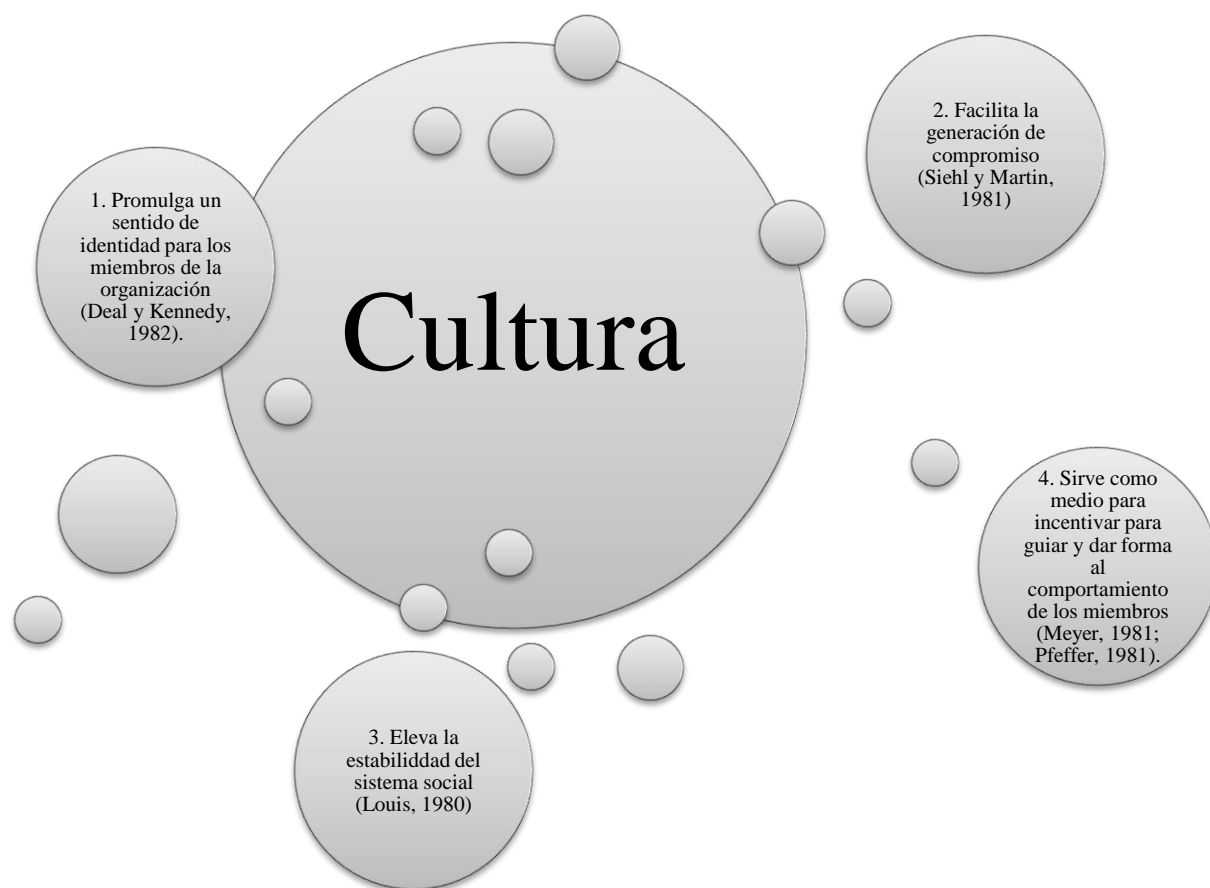 Cultura
1. Promulga un
sentido de
identidad para los
miembros de la
organización
(Deal y Kennedy,
1982).
2. Facilita la
generación de
compromiso
(Siehl y Martin,
1981)
3. Eleva la
estabiliddad del
sistema social
(Louis, 1980)
4. Sirve como
medio para
incentivar para
guiar y dar forma
al
comportamiento
de los miembros
(Meyer, 1981;
Pfeffer, 1981).